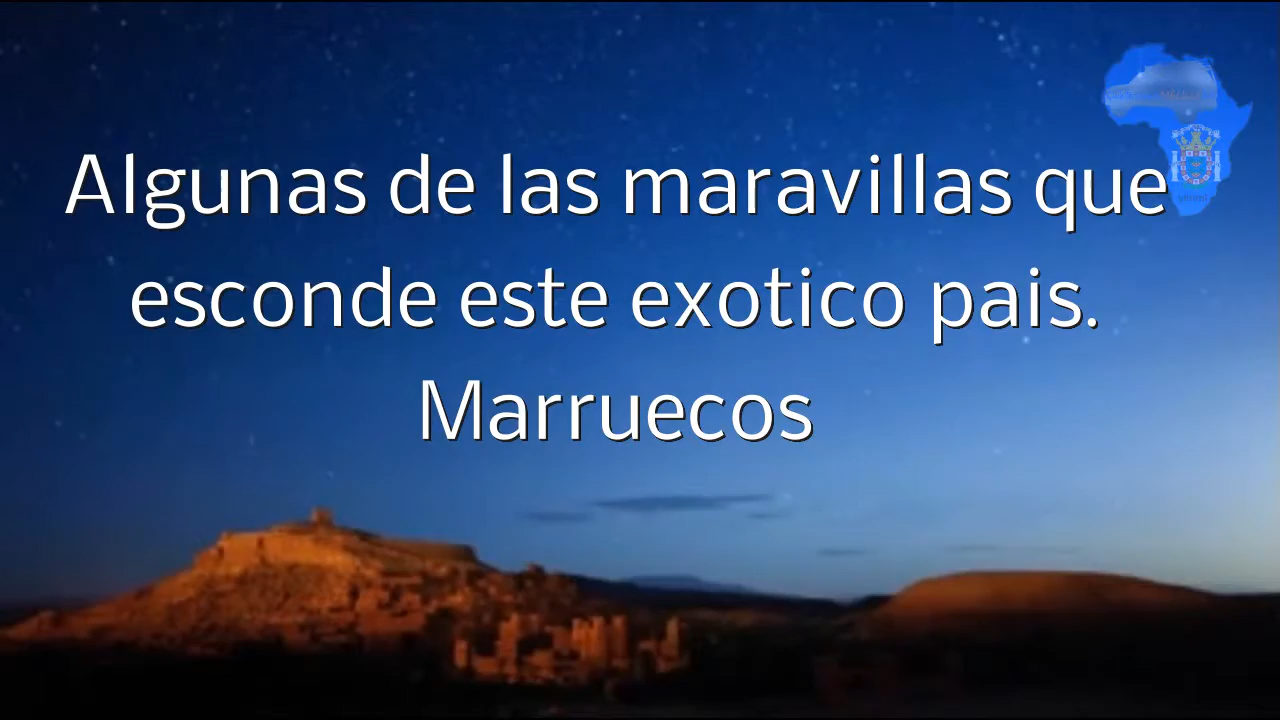 Algunas de las maravillas que
esconde este exotico pais.
Marruecos